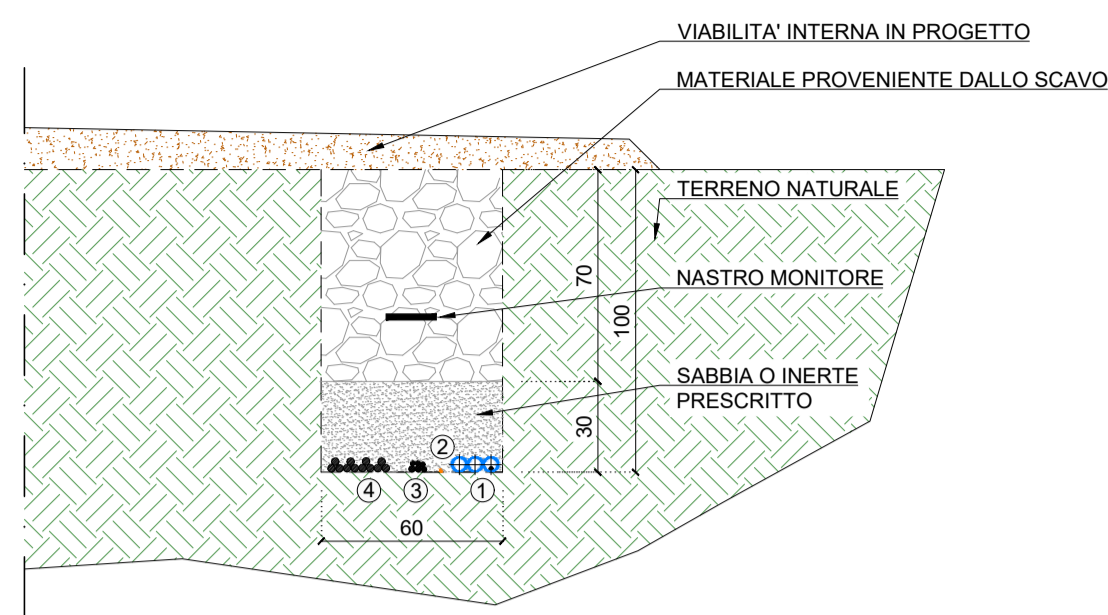 VIABILITA' INTERNA IN PROGETTO
MATERIALE PROVENIENTE DALLO SCAVO
TERRENO NATURALE
NASTRO MONITORE
SABBIA O INERTE
PRESCRITTO
70
100
30
2
4
3
1
60